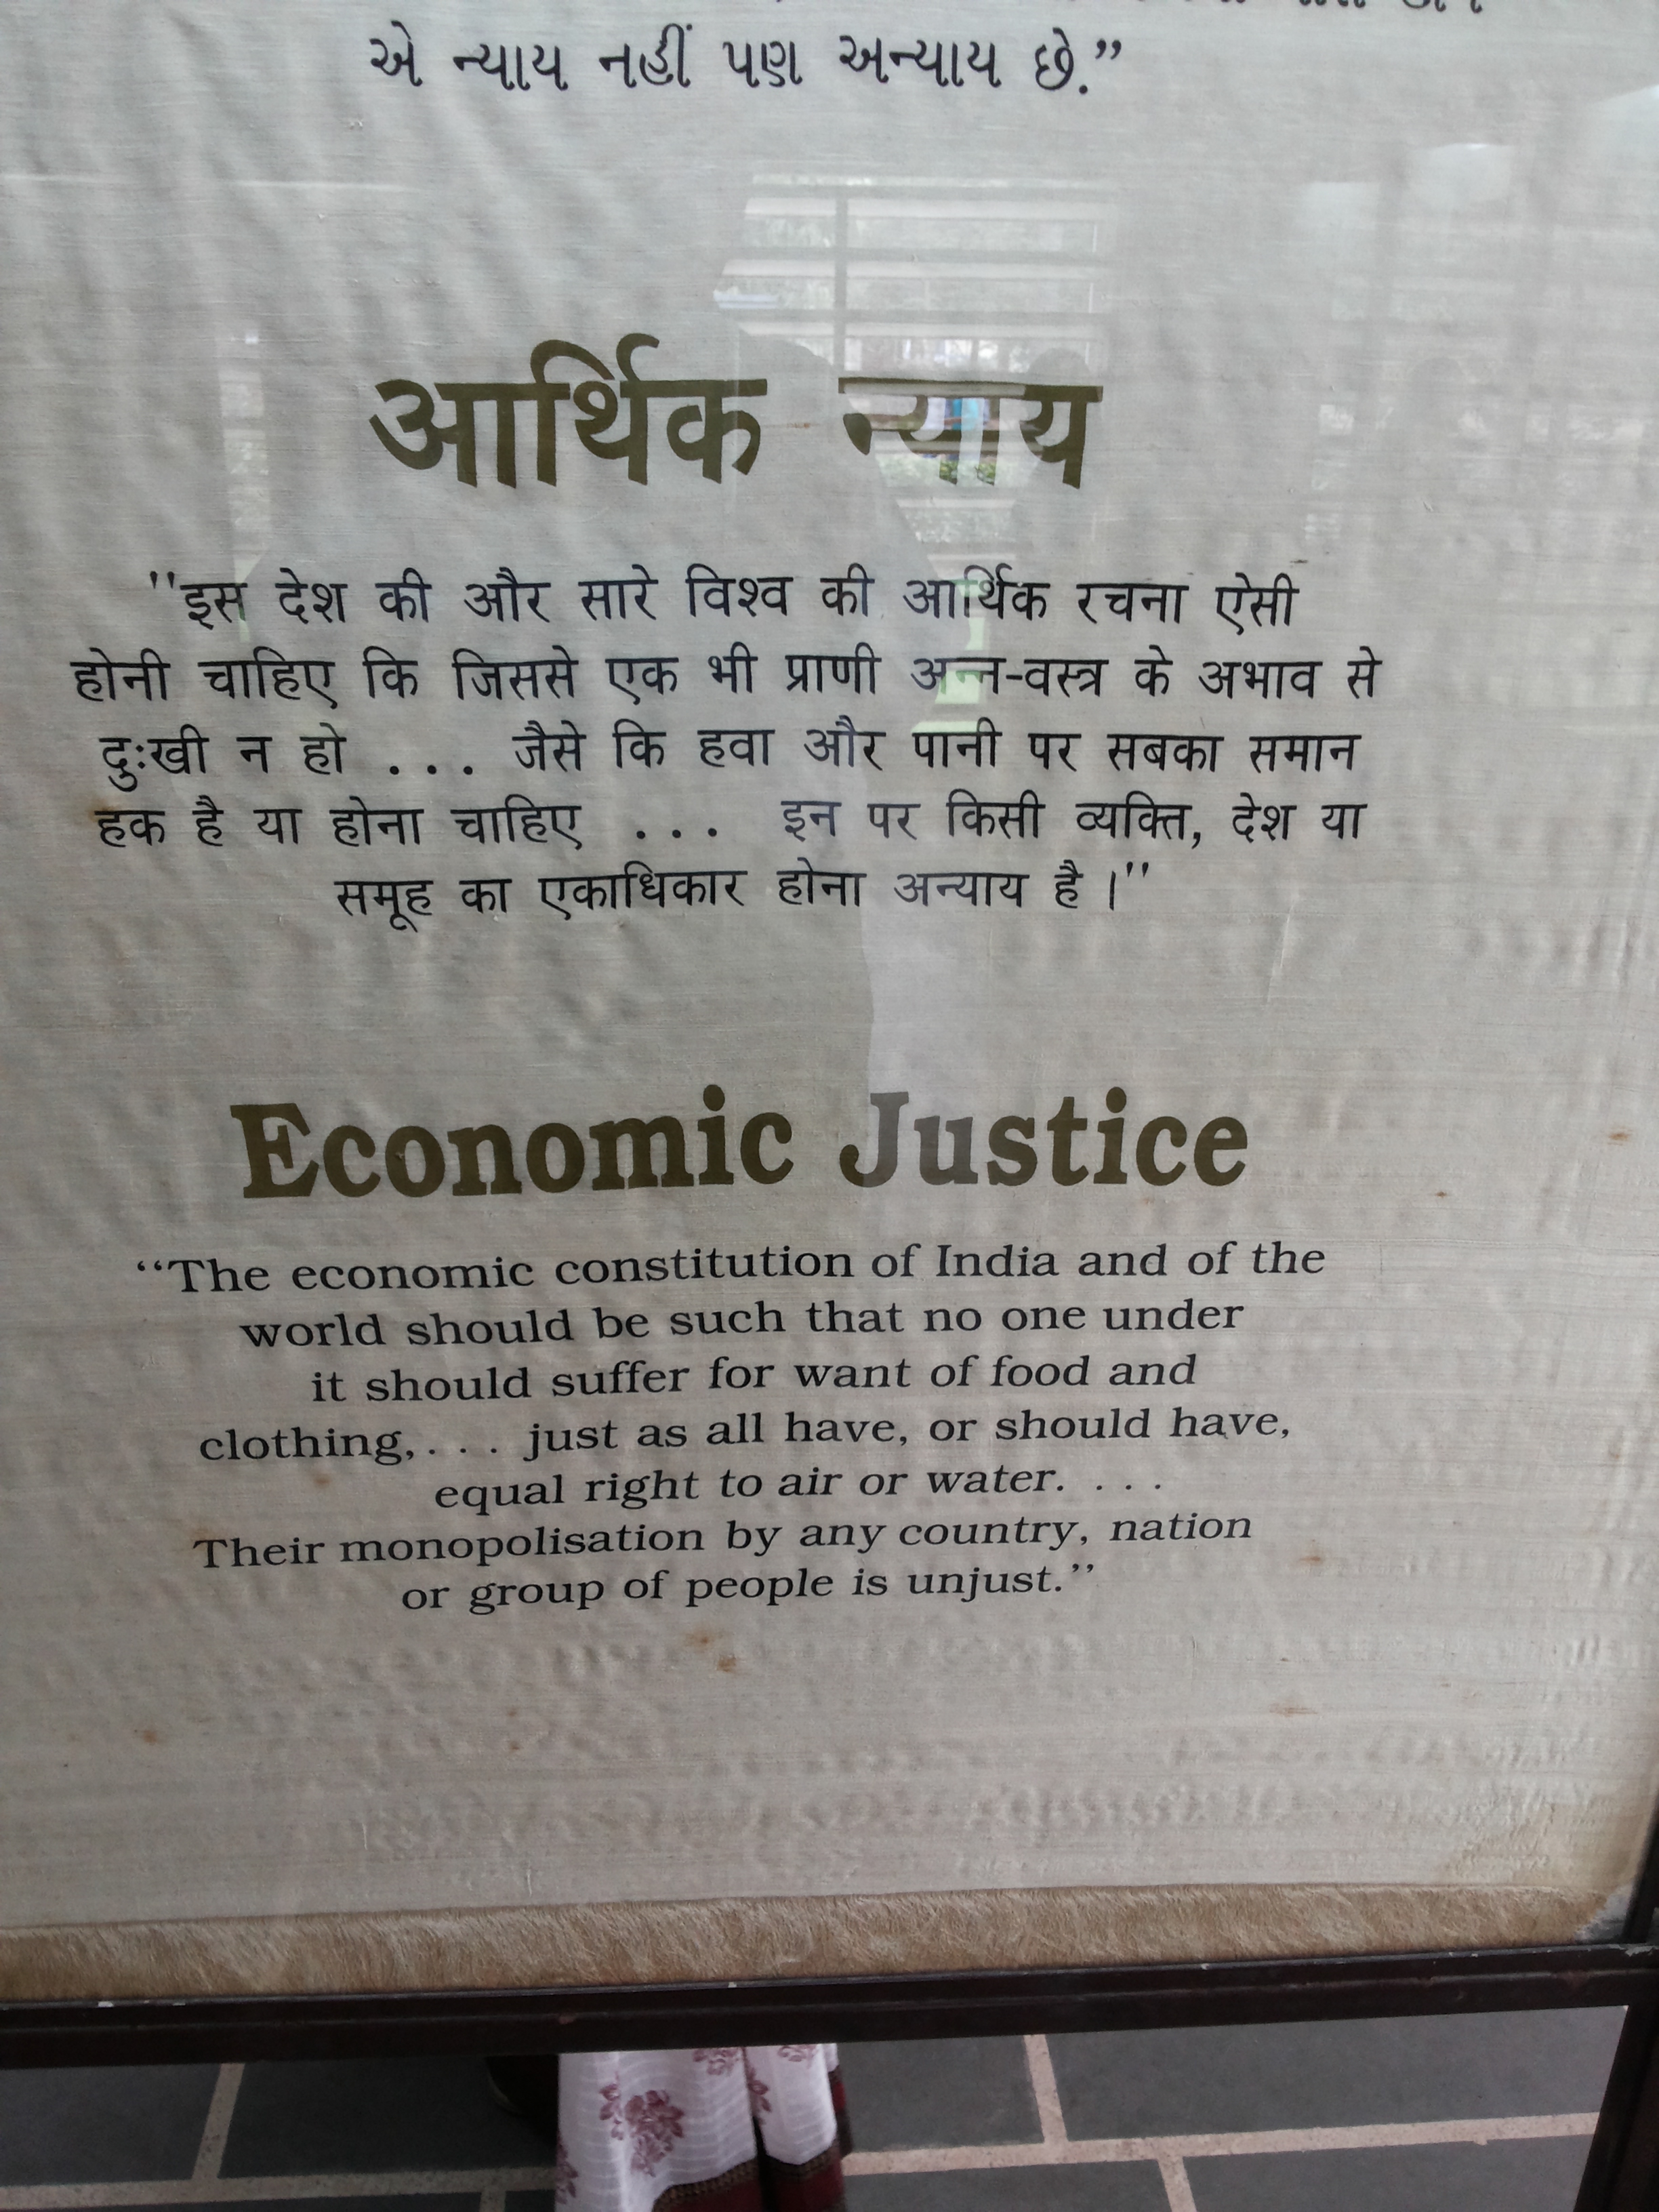 એ ન્યાય નહીં પણ અન્યાય છે.”
आर्थिक न्याय
"इस देश की और सारे विश्व की आर्थिक रचना ऐसी
होनी चाहिए कि जिससे एक भी प्राणी अन्न-वस्त्र के अभाव से
दुःखी न हो ... जैसे कि हवा और पानी पर सबका समान
हक है या होना चाहिए ... इन पर किसी व्यक्ति, देश या
समूह का एकाधिकार होना अन्याय है।"
Economic Justice
“The economic constitution of India and of the
world should be such that no one under
it should suffer for want of food and
clothing,... just as all have, or should have,
equal right to air or water. ...
Their monopolisation by any country, nation
or group of people is unjust.”